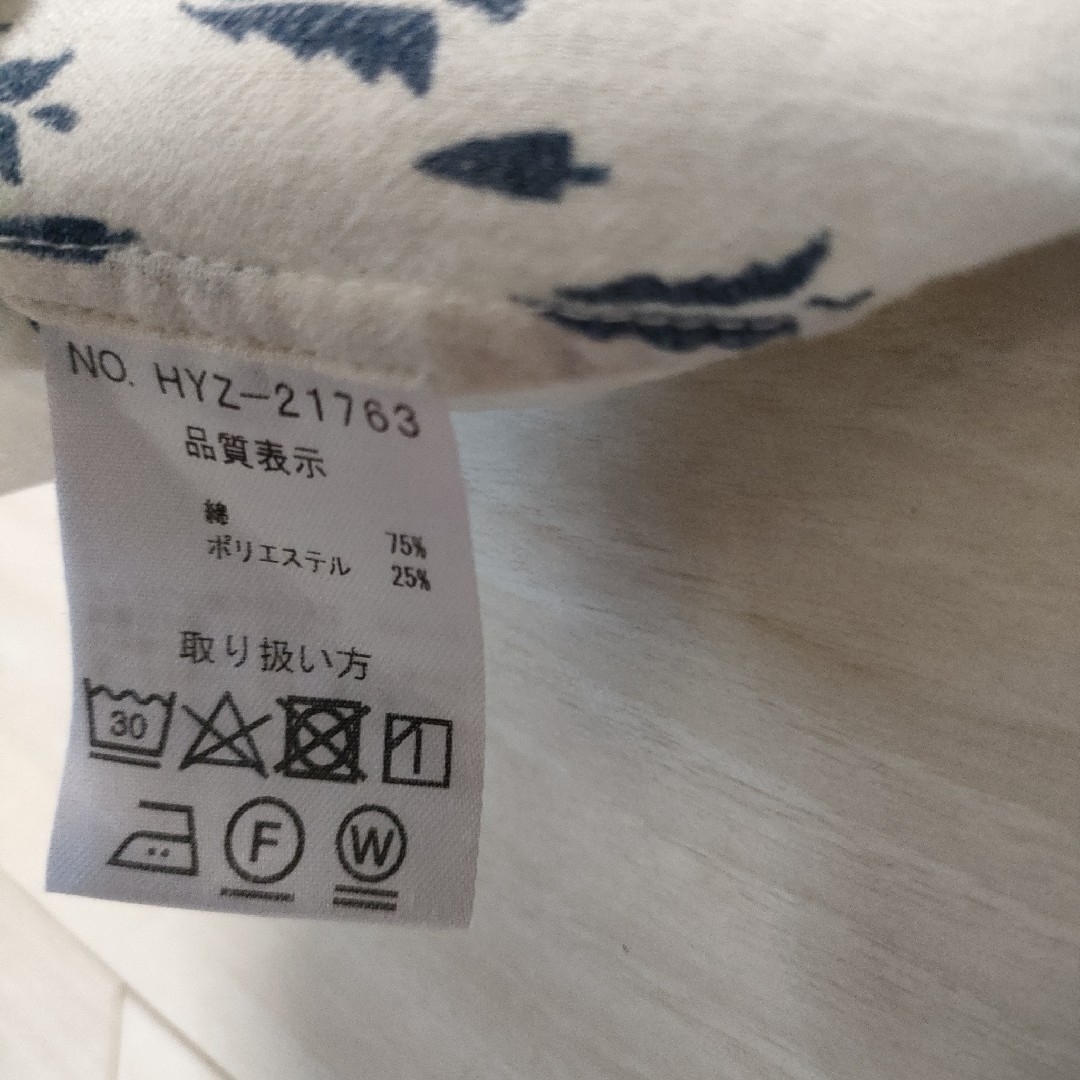 NO. HYZ-21763
品質表示
綿 75%
ポリエステル 25%
取り扱い方
30
F W